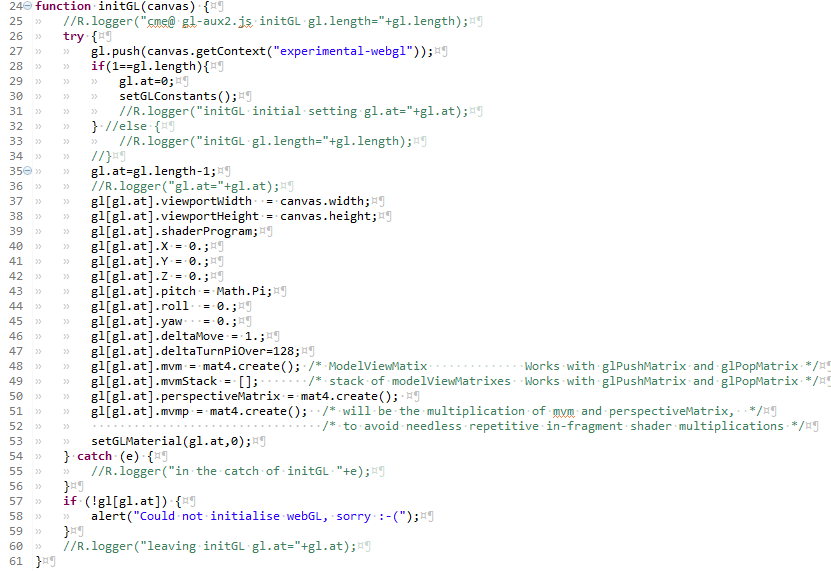 24 function initGL(canvas) {
25 //R.logger("cme@ gl-aux2.js initGL gl.length="+gl.length);
26 try {
27 gl.push(canvas.getContext("experimental-webgl"));
28 if(1==gl.length){
29 gl.at=0;
30 setGLConstants();
31 //R.logger("initGL initial setting gl.at="+gl.at);
32 } //else {
33 //R.logger("initGL gl.length="+gl.length);
34 //}
35 gl.at=gl.length-1;
36 //R.logger("gl.at="+gl.at);
37 gl[gl.at].viewportWidth  = canvas.width;
38 gl[gl.at].viewportHeight = canvas.height;
39 gl[gl.at].shaderProgram;
40 gl[gl.at].X = 0.;
41 gl[gl.at].Y = 0.;
42 gl[gl.at].Z = 0.;
43 gl[gl.at].pitch = Math.Pi;
44 gl[gl.at].roll  = 0.;
45 gl[gl.at].yaw   = 0.;
46 gl[gl.at].deltaMove = 1.;
47 gl[gl.at].deltaTurnPiOver=128;
48 gl[gl.at].mvm = mat4.create(); /* ModelViewMatix             Works with glPushMatrix and glPopMatrix */
49 gl[gl.at].mvmStack = [];       /* stack of modelViewMatrixes  Works with glPushMatrix and glPopMatrix */
50 gl[gl.at].perspectiveMatrix = mat4.create();
51 gl[gl.at].mvmp = mat4.create();  /* will be the multiplication of mvm and perspectiveMatrix,  */
52 /* to avoid needless repetitive in-fragment shader multiplications */
53 setGLMaterial(gl.at,0);
54 } catch (e) {
55 //R.logger("in the catch of initGL "+e);
56 }
57 if (!gl[gl.at]) {
58 alert("Could not initialise webGL, sorry :-(");
59 }
60 //R.logger("leaving initGL gl.at="+gl.at);
61 }